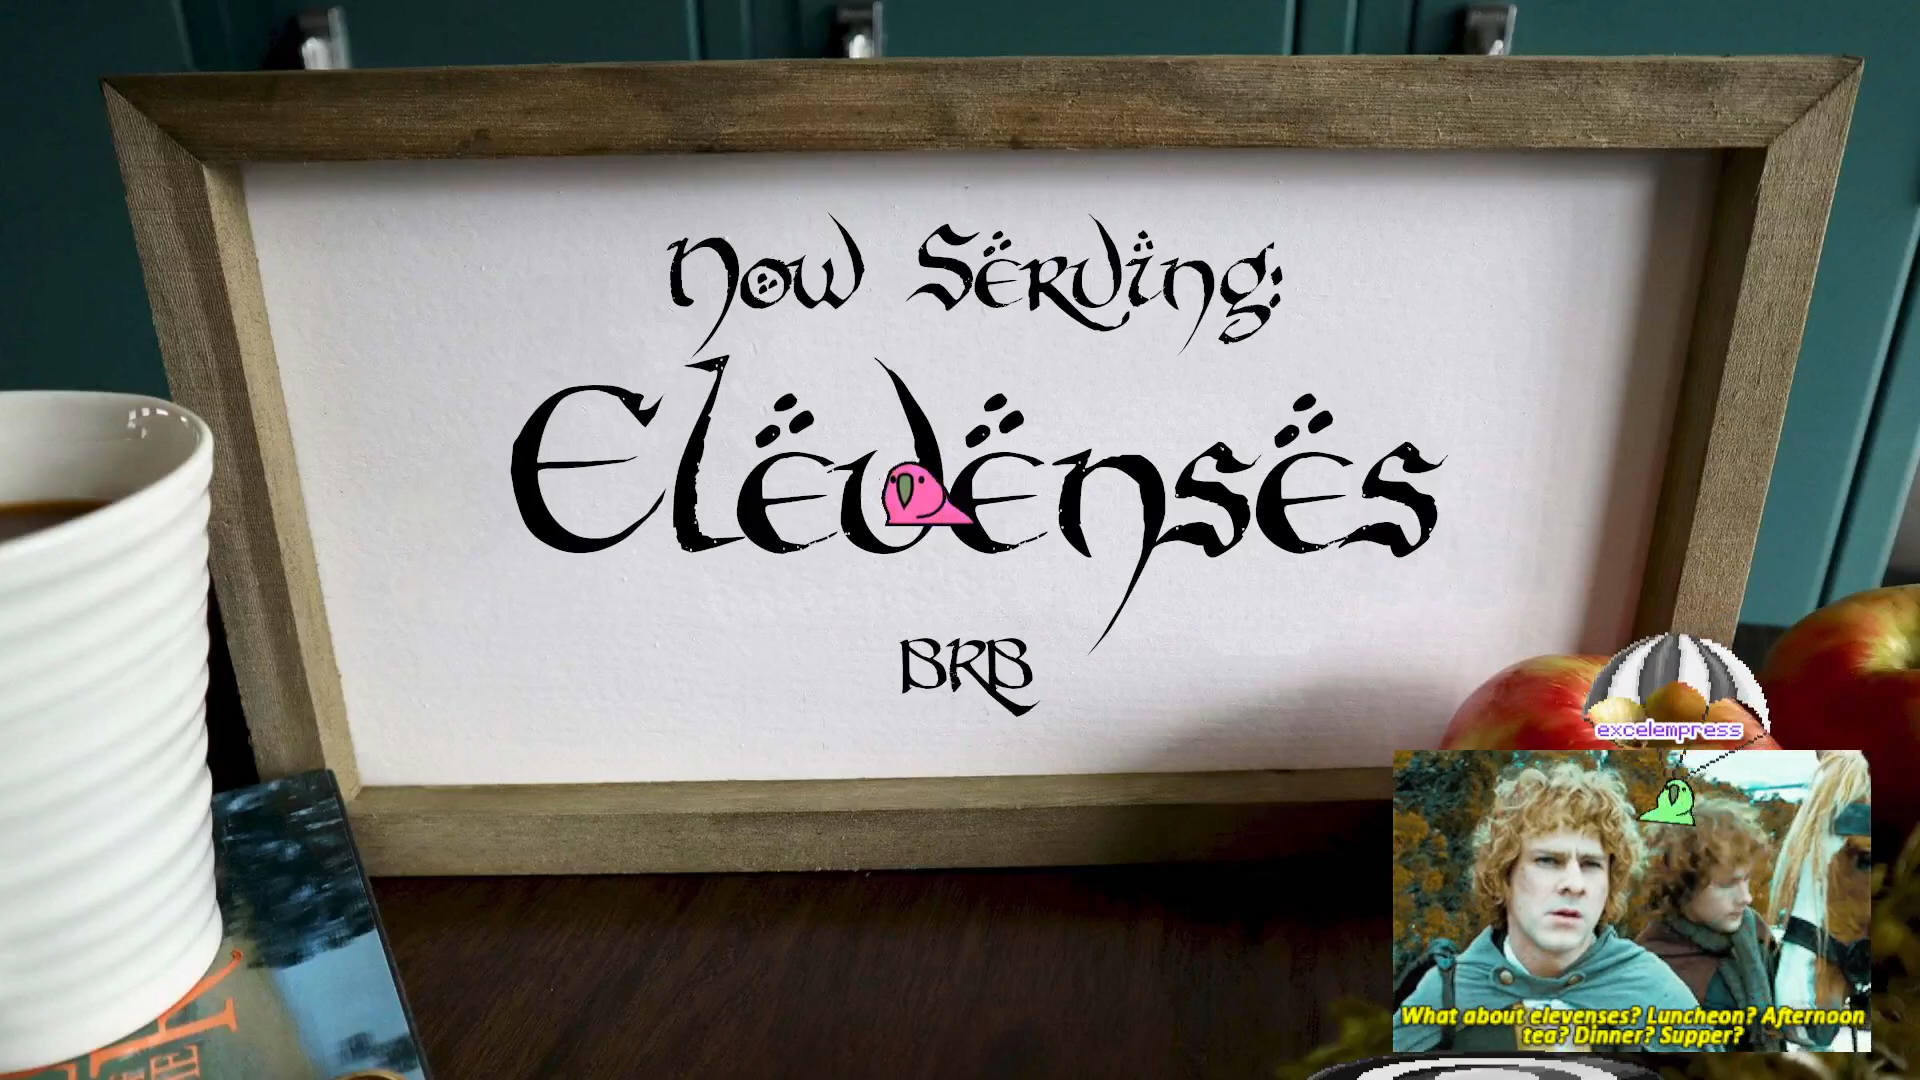 Now Serving:
Elevenses
BRB
excelempress
What about elevenses? Luncheon? Afternoon
tea? Dinner? Supper?